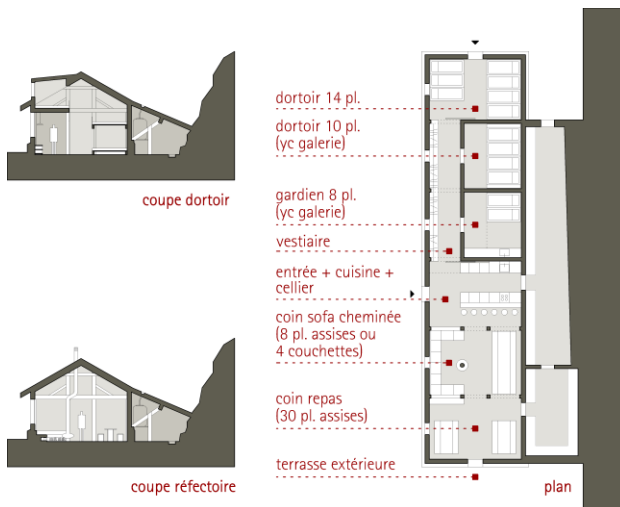 dortoir 14 pl.
dortoir 10 pl.
(yc galerie)
coupe dortoir
gardien 8 pl.
(yc galerie)
vestiaire
entrée + cuisine +
cellier
coin sofa cheminée
(8 pl. assises ou
4 couchettes)
coin repas
(30 pl. assises)
terrasse extérieure
coupe réfectoire
plan